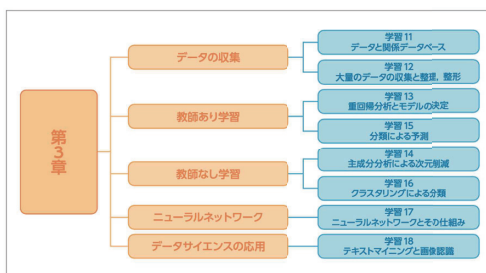 第3章
データの収集
学習 11
データと関係データベース
学習 12
大量のデータの収集と整理,整形
教師あり学習
学習 13
重回帰分析とモデルの決定
学習 15
分類による予測
教師なし学習
学習 14
主成分分析による次元削減
学習 16
クラスタリングによる分類
ニューラルネットワーク
学習 17
ニューラルネットワークとその仕組み
データサイエンスの応用
学習 18
テキストマイニングと画像認識